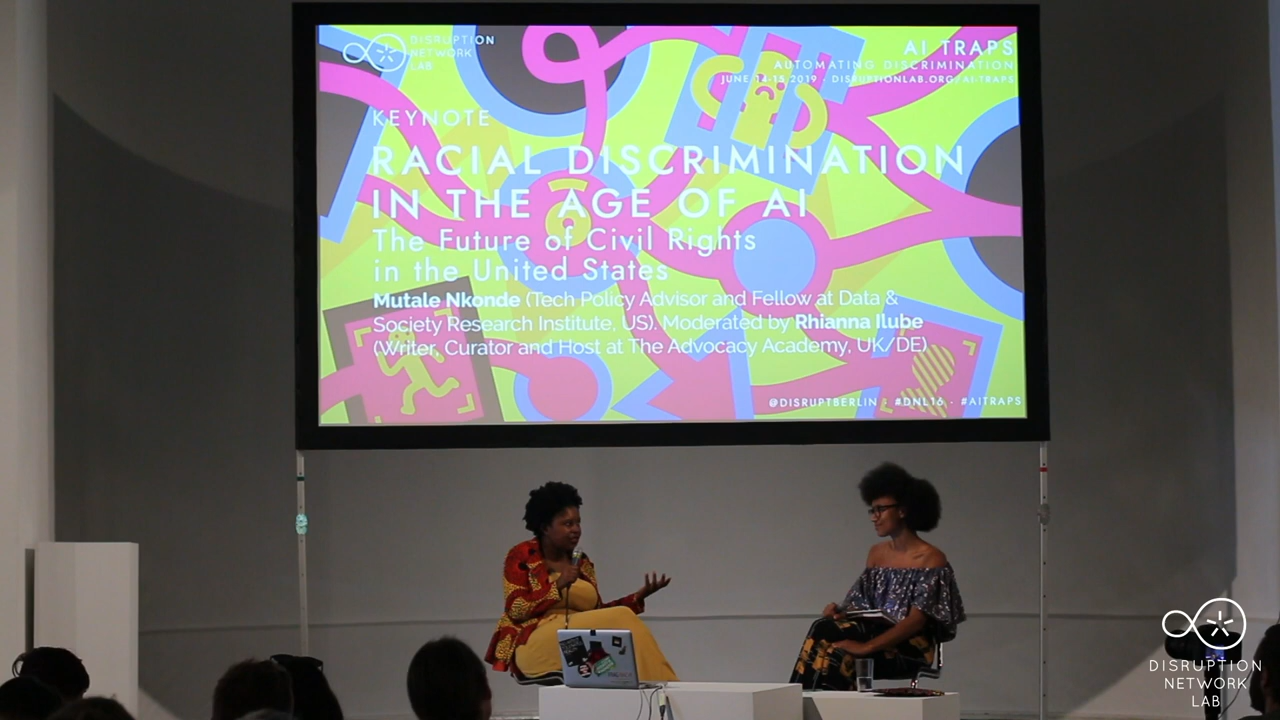 DISRUPTION
NETWORK
LAB
AI TRAPS
AUTOMATING DISCRIMINATION
JUNE 14-15 2019 · DISRUPTIONLAB.ORG/AI-TRAPS
KEYNOTE
RACIAL DISCRIMINATION
IN THE AGE OF AI
The Future of Civil Rights
in the United States
Mutale Nkonde (Tech Policy Advisor and Fellow at Data &
Society Research Institute, US). Moderated by Rhianna Ilube
(Writer, Curator and Host at The Advocacy Academy, UK/DE)
@DISRUPTBERLIN · #DNL16 · #AITRAPS
DISRUPTION
NETWORK
LAB